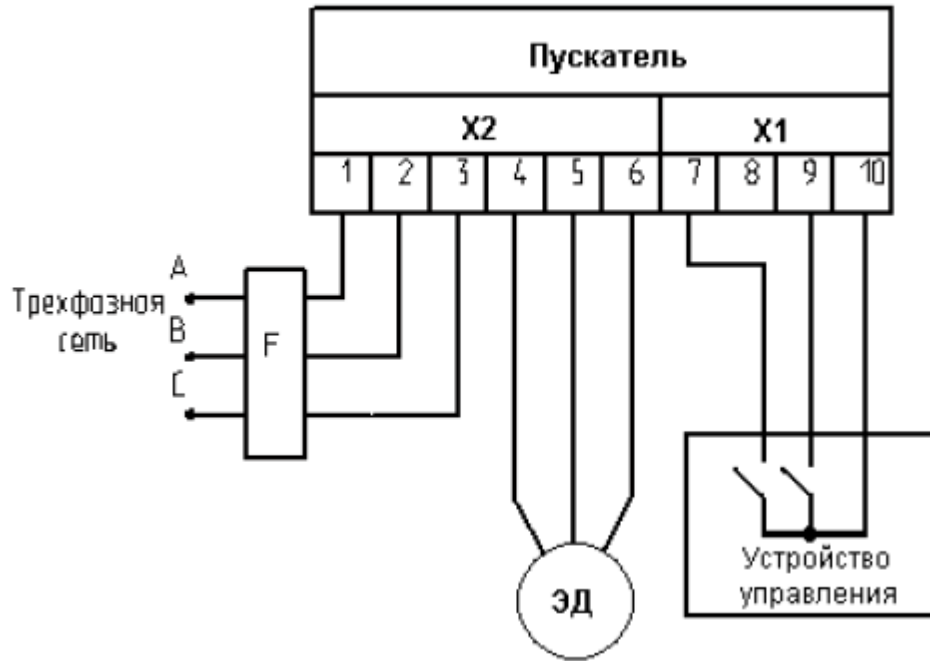 Пускатель
X2 X1
1 2 3 4 5 6 7 8 9 10
A
Трехфазная
сеть
B
C
F
ЭД
Устройство
управления